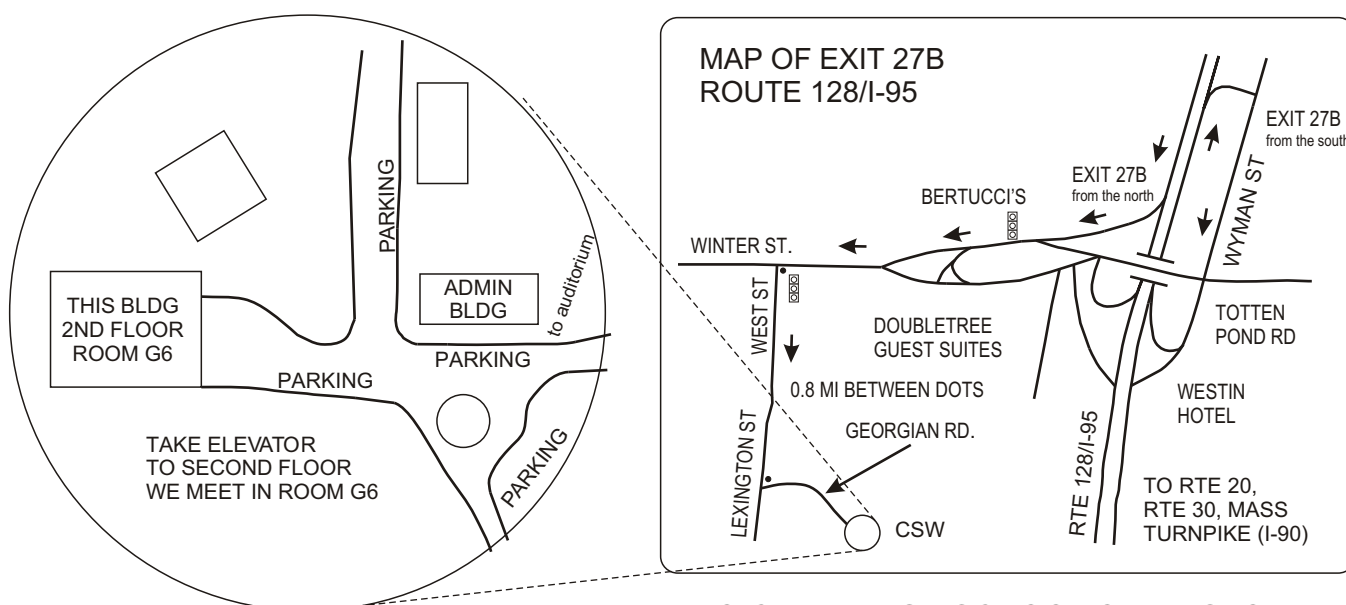 PARKING
THIS BLDG
2ND FLOOR
ROOM G6
ADMIN
BLDG
to auditorium
PARKING
PARKING
PARKING
TAKE ELEVATOR
TO SECOND FLOOR
WE MEET IN ROOM G6
MAP OF EXIT 27B
ROUTE 128/I-95
EXIT 27B
from the south
EXIT 27B
from the north
WYMAN ST
BERTUCCI'S
WINTER ST.
WEST ST
DOUBLETREE
GUEST SUITES
TOTTEN
POND RD
0.8 MI BETWEEN DOTS
WESTIN
HOTEL
GEORGIAN RD.
LEXINGTON ST
RTE 128/I-95
CSW
TO RTE 20,
RTE 30, MASS
TURNPIKE (I-90)